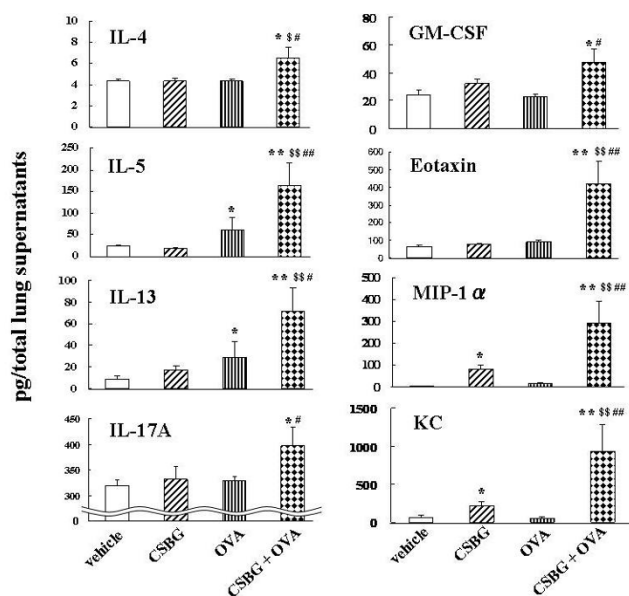 pg/total lung supernatants
IL-4
10
8
6
4
2
0
* $ #
GM-CSF
80
60
40
20
0
* #
IL-5
250
200
150
100
50
0
*
** $$ ##
Eotaxin
600
500
400
300
200
100
0
** $$ ##
IL-13
100
80
60
40
20
0
*
** $$ #
MIP-1 α
500
400
300
200
100
0
*
** $$ ##
IL-17A
450
400
350
300
0
* #
KC
1500
1000
500
0
*
** $$ ##
vehicle
CSBG
OVA
CSBG + OVA
vehicle
CSBG
OVA
CSBG + OVA